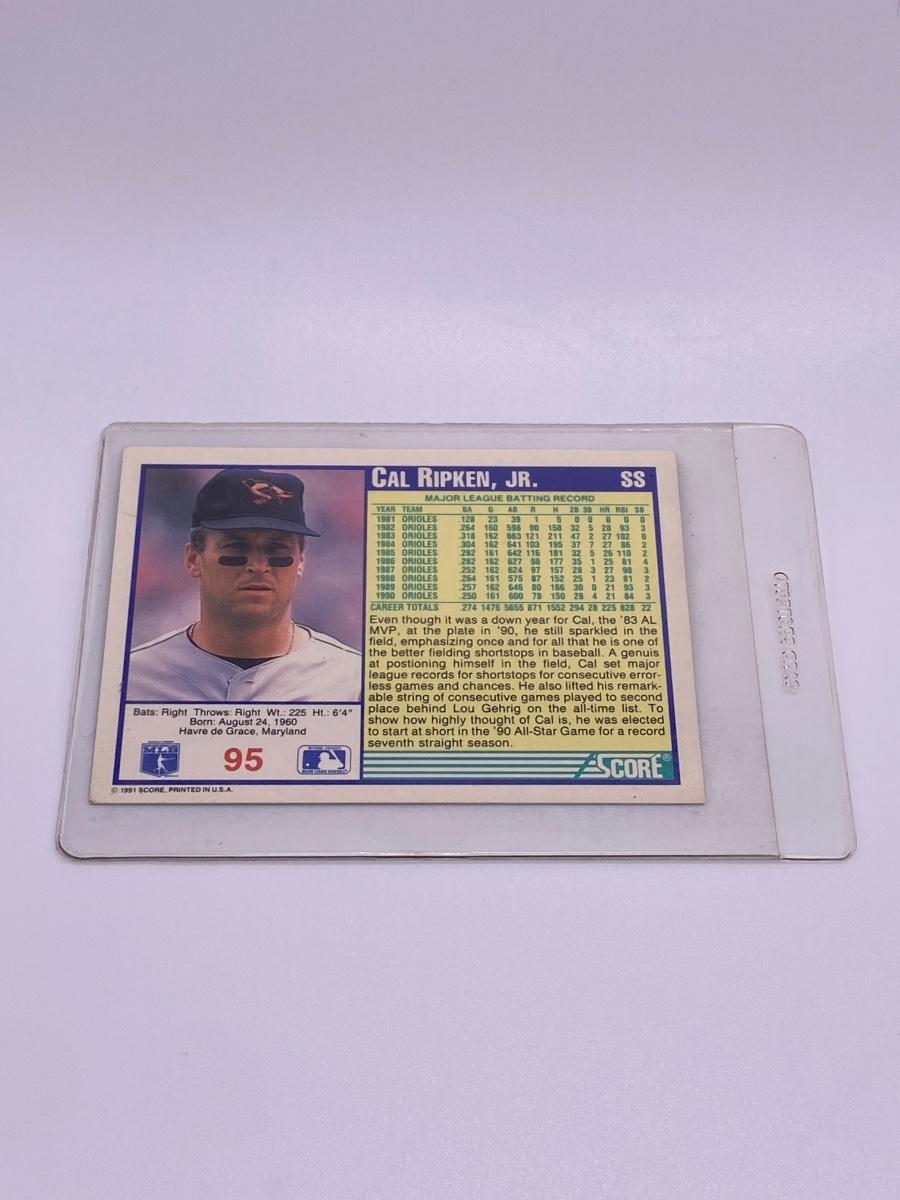 CAL RIPKEN, JR. SS
MAJOR LEAGUE BATTING RECORD
YEAR TEAM BA G AB R H 2B 3B HR RBI SB
1981 ORIOLES .128 23 39 1 5 0 0 0 0 0
1982 ORIOLES .264 160 598 90 158 32 5 28 93 3
1983 ORIOLES .318 162 663 121 211 47 2 27 102 0
1984 ORIOLES .304 162 641 103 195 37 7 27 86 2
1985 ORIOLES .282 161 642 116 181 32 5 26 110 2
1986 ORIOLES .282 162 627 98 177 35 1 25 81 4
1987 ORIOLES .252 162 624 97 157 28 3 27 98 3
1988 ORIOLES .264 161 575 87 152 25 1 23 81 2
1989 ORIOLES .257 162 646 80 166 30 0 21 93 3
1990 ORIOLES .250 161 600 78 150 28 4 21 84 3
CAREER TOTALS .274 1476 5655 871 1552 294 28 225 828 22
Even though it was a down year for Cal, the '83 AL
MVP, at the plate in '90, he still sparkled in the
field, emphasizing once and for all that he is one of
the better fielding shortstops in baseball. A genuis
at postioning himself in the field, Cal set major
league records for shortstops for consecutive error-
less games and chances. He also lifted his remark-
able string of consecutive games played to second
place behind Lou Gehrig on the all-time list. To
show how highly thought of Cal is, he was elected
to start at short in the '90 All-Star Game for a record
seventh straight season.
Bats: Right Throws: Right Wt.: 225 Ht.: 6'4"
Born: August 24, 1960
Havre de Grace, Maryland
95
SCORE®
© 1991 SCORE, PRINTED IN U.S.A.